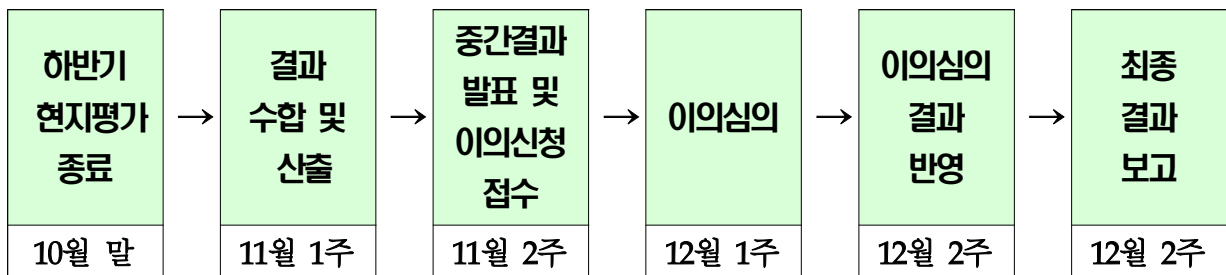 하반기
현지평가
종료
→
결과
수합 및
산출
→
중간결과
발표 및
이의신청
접수
→
이의심의
→
이의심의
결과
반영
→
최종
결과
보고
10월 말
11월 1주
11월 2주
12월 1주
12월 2주
12월 2주